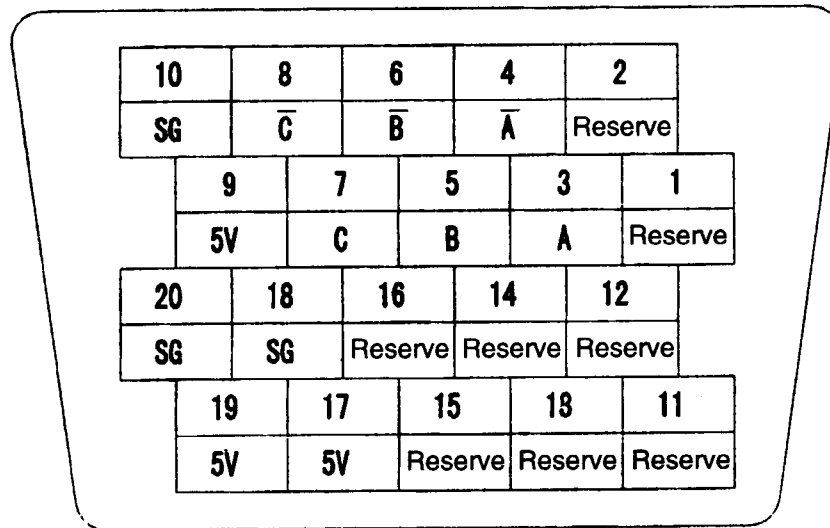 10 8 6 4 2
SG C̅ B̅ A̅ Reserve
9 7 5 3 1
5V C B A Reserve
20 18 16 14 12
SG SG Reserve Reserve Reserve
19 17 15 13 11
5V 5V Reserve Reserve Reserve